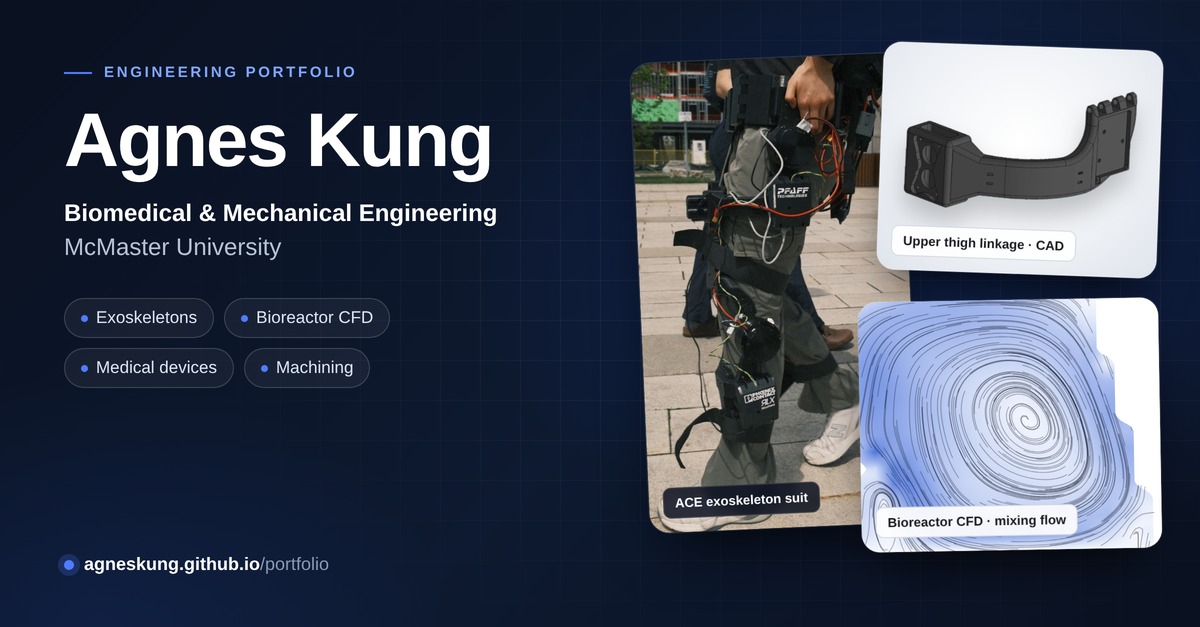 ENGINEERING PORTFOLIO
Agnes Kung
Biomedical & Mechanical Engineering
McMaster University
Exoskeletons
Bioreactor CFD
Medical devices
Machining
agneskung.github.io/portfolio
PFAFF
TECHNOLOGIES
ACE exoskeleton suit
Upper thigh linkage · CAD
Bioreactor CFD · mixing flow